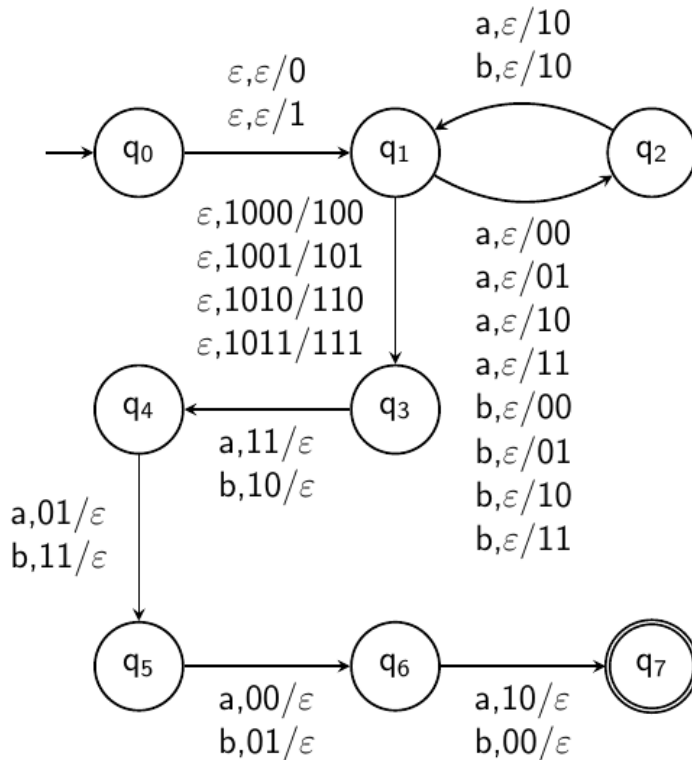 a,ε/10
b,ε/10
ε,ε/0
ε,ε/1
q₀
q₁
q₂
ε,1000/100
ε,1001/101
ε,1010/110
ε,1011/111
a,ε/00
a,ε/01
a,ε/10
a,ε/11
b,ε/00
b,ε/01
b,ε/10
b,ε/11
q₄
q₃
a,11/ε
b,10/ε
a,01/ε
b,11/ε
q₅
q₆
q₇
a,00/ε
b,01/ε
a,10/ε
b,00/ε